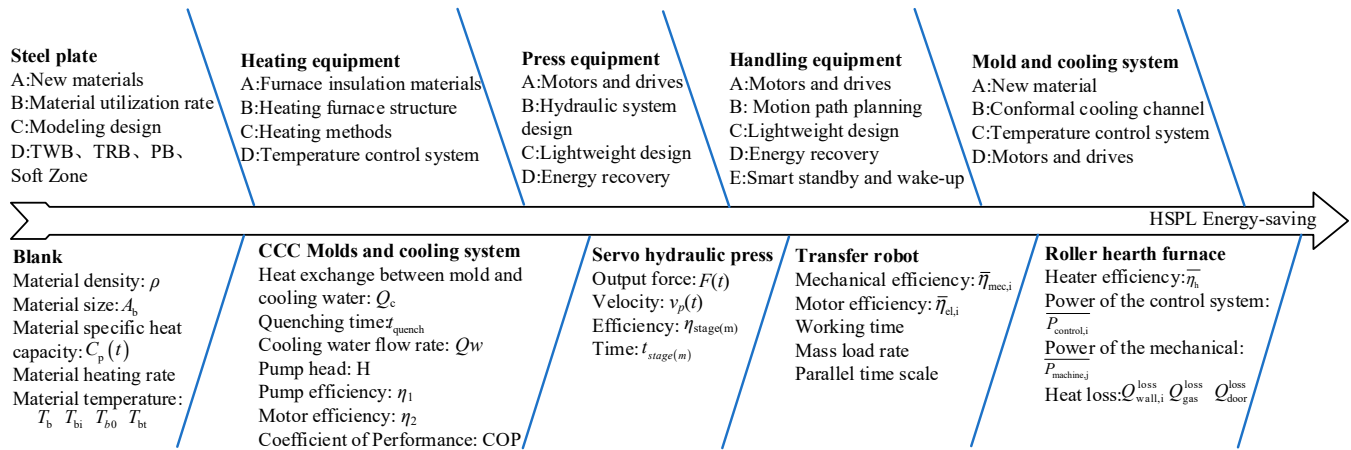 Steel plate
A:New materials
B:Material utilization rate
C:Modeling design
D:TWB、TRB、PB、
Soft Zone
Heating equipment
A:Furnace insulation materials
B:Heating furnace structure
C:Heating methods
D:Temperature control system
Press equipment
A:Motors and drives
B:Hydraulic system
design
C:Lightweight design
D:Energy recovery
Handling equipment
A:Motors and drives
B: Motion path planning
C:Lightweight design
D:Energy recovery
E:Smart standby and wake-up
Mold and cooling system
A:New material
B:Conformal cooling channel
C:Temperature control system
D:Motors and drives
HSPL Energy-saving
Blank
Material density: ρ
Material size: A_b
Material specific heat
capacity: C_p(t)
Material heating rate
Material temperature:
T_b T_bi T_b0 T_bt
CCC Molds and cooling system
Heat exchange between mold and
cooling water: Q_c
Quenching time:t_quench
Cooling water flow rate: Qw
Pump head: H
Pump efficiency: η_1
Motor efficiency: η_2
Coefficient of Performance: COP
Servo hydraulic press
Output force: F(t)
Velocity: v_p(t)
Efficiency: η_stage(m)
Time: t_stage(m)
Transfer robot
Mechanical efficiency: η̅_mec,i
Motor efficiency: η̅_el,i
Working time
Mass load rate
Parallel time scale
Roller hearth furnace
Heater efficiency: η̅_h
Power of the control system:
P̅_control,i
Power of the mechanical:
P̅_machine,j
Heat loss: Q_wall,i^loss Q_gas^loss Q_door^loss